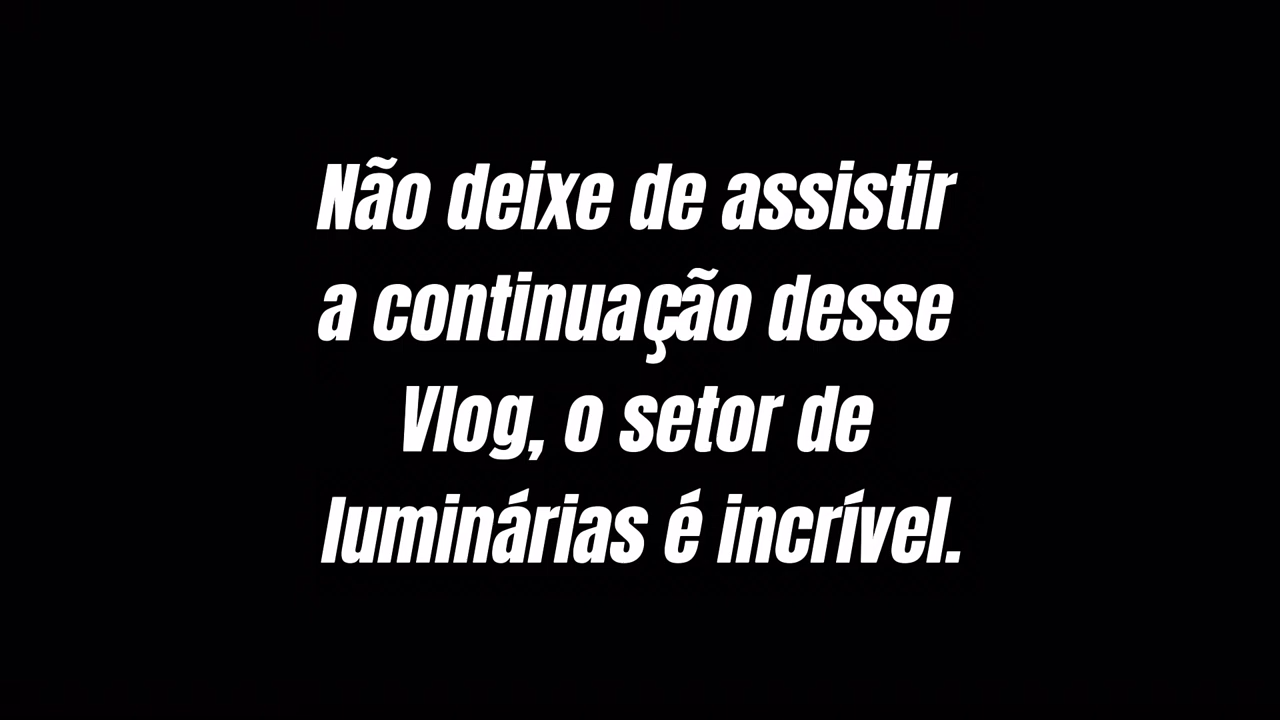 Não deixe de assistir
a continuação desse
Vlog, o setor de
luminárias é incrível.